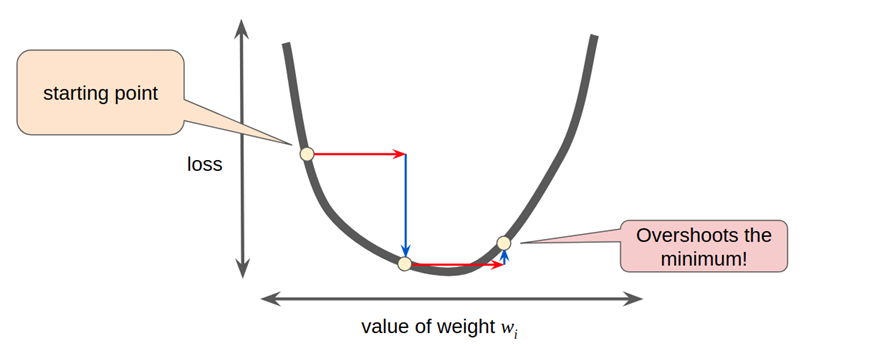 starting point
loss
Overshoots the
minimum!
value of weight wi